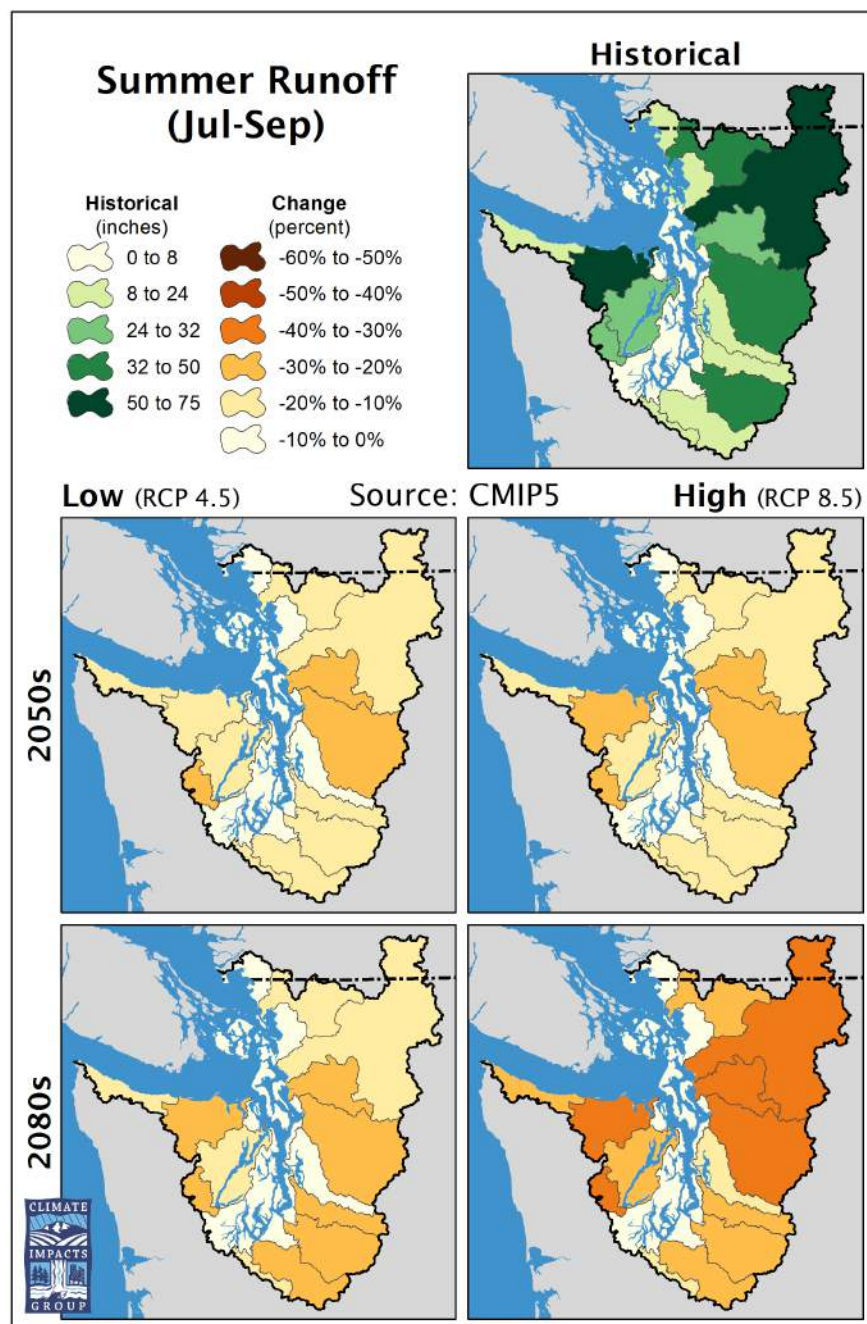 Summer Runoff
(Jul-Sep)
Historical
Historical
(inches)
0 to 8
8 to 24
24 to 32
32 to 50
50 to 75
Change
(percent)
-60% to -50%
-50% to -40%
-40% to -30%
-30% to -20%
-20% to -10%
-10% to 0%
Low (RCP 4.5)
Source: CMIP5
High (RCP 8.5)
2050s
2080s
CLIMATE
IMPACTS
GROUP